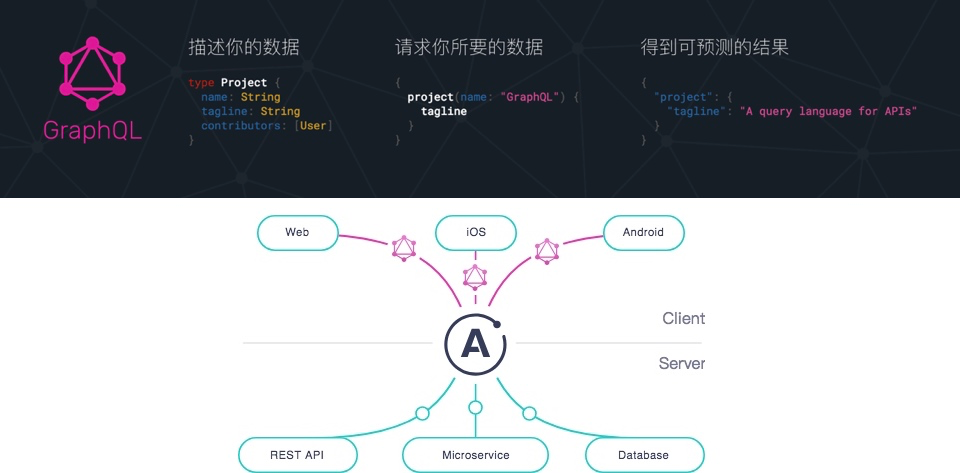 GraphQL
描述你的数据
type Project {
name: String
tagline: String
contributors: [User]
}
请求你所要的数据
{
project(name: "GraphQL") {
tagline
}
}
得到可预测的结果
{
"project": {
"tagline": "A query language for APIs"
}
}
Web
iOS
Android
Client
A
Server
REST API
Microservice
Database